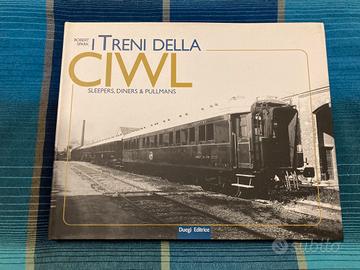 ROBERT
SPARK
I TRENI DELLA
CIWL
SLEEPERS, DINERS & PULLMANS
Duegi Editrice
subito